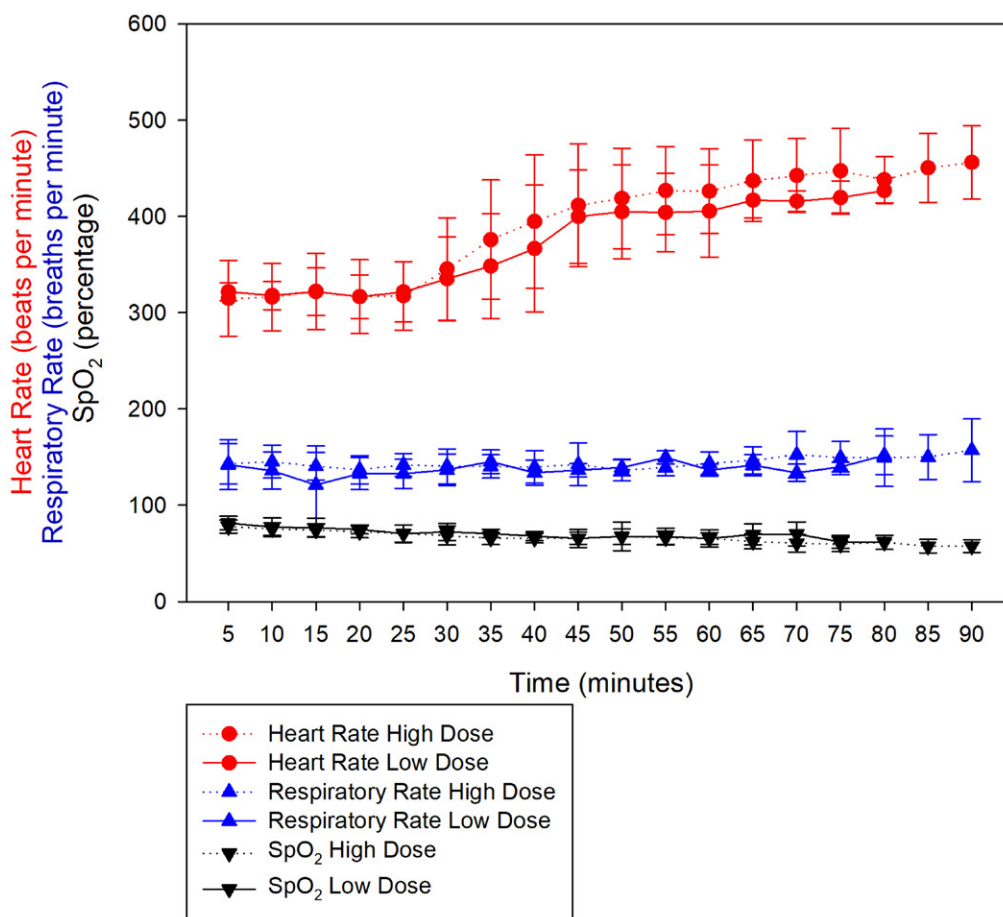 Heart Rate (beats per minute)
Respiratory Rate (breaths per minute)
SpO₂ (percentage)
600
500
400
300
200
100
0
5 10 15 20 25 30 35 40 45 50 55 60 65 70 75 80 85 90
Time (minutes)
Heart Rate High Dose
Heart Rate Low Dose
Respiratory Rate High Dose
Respiratory Rate Low Dose
SpO₂ High Dose
SpO₂ Low Dose